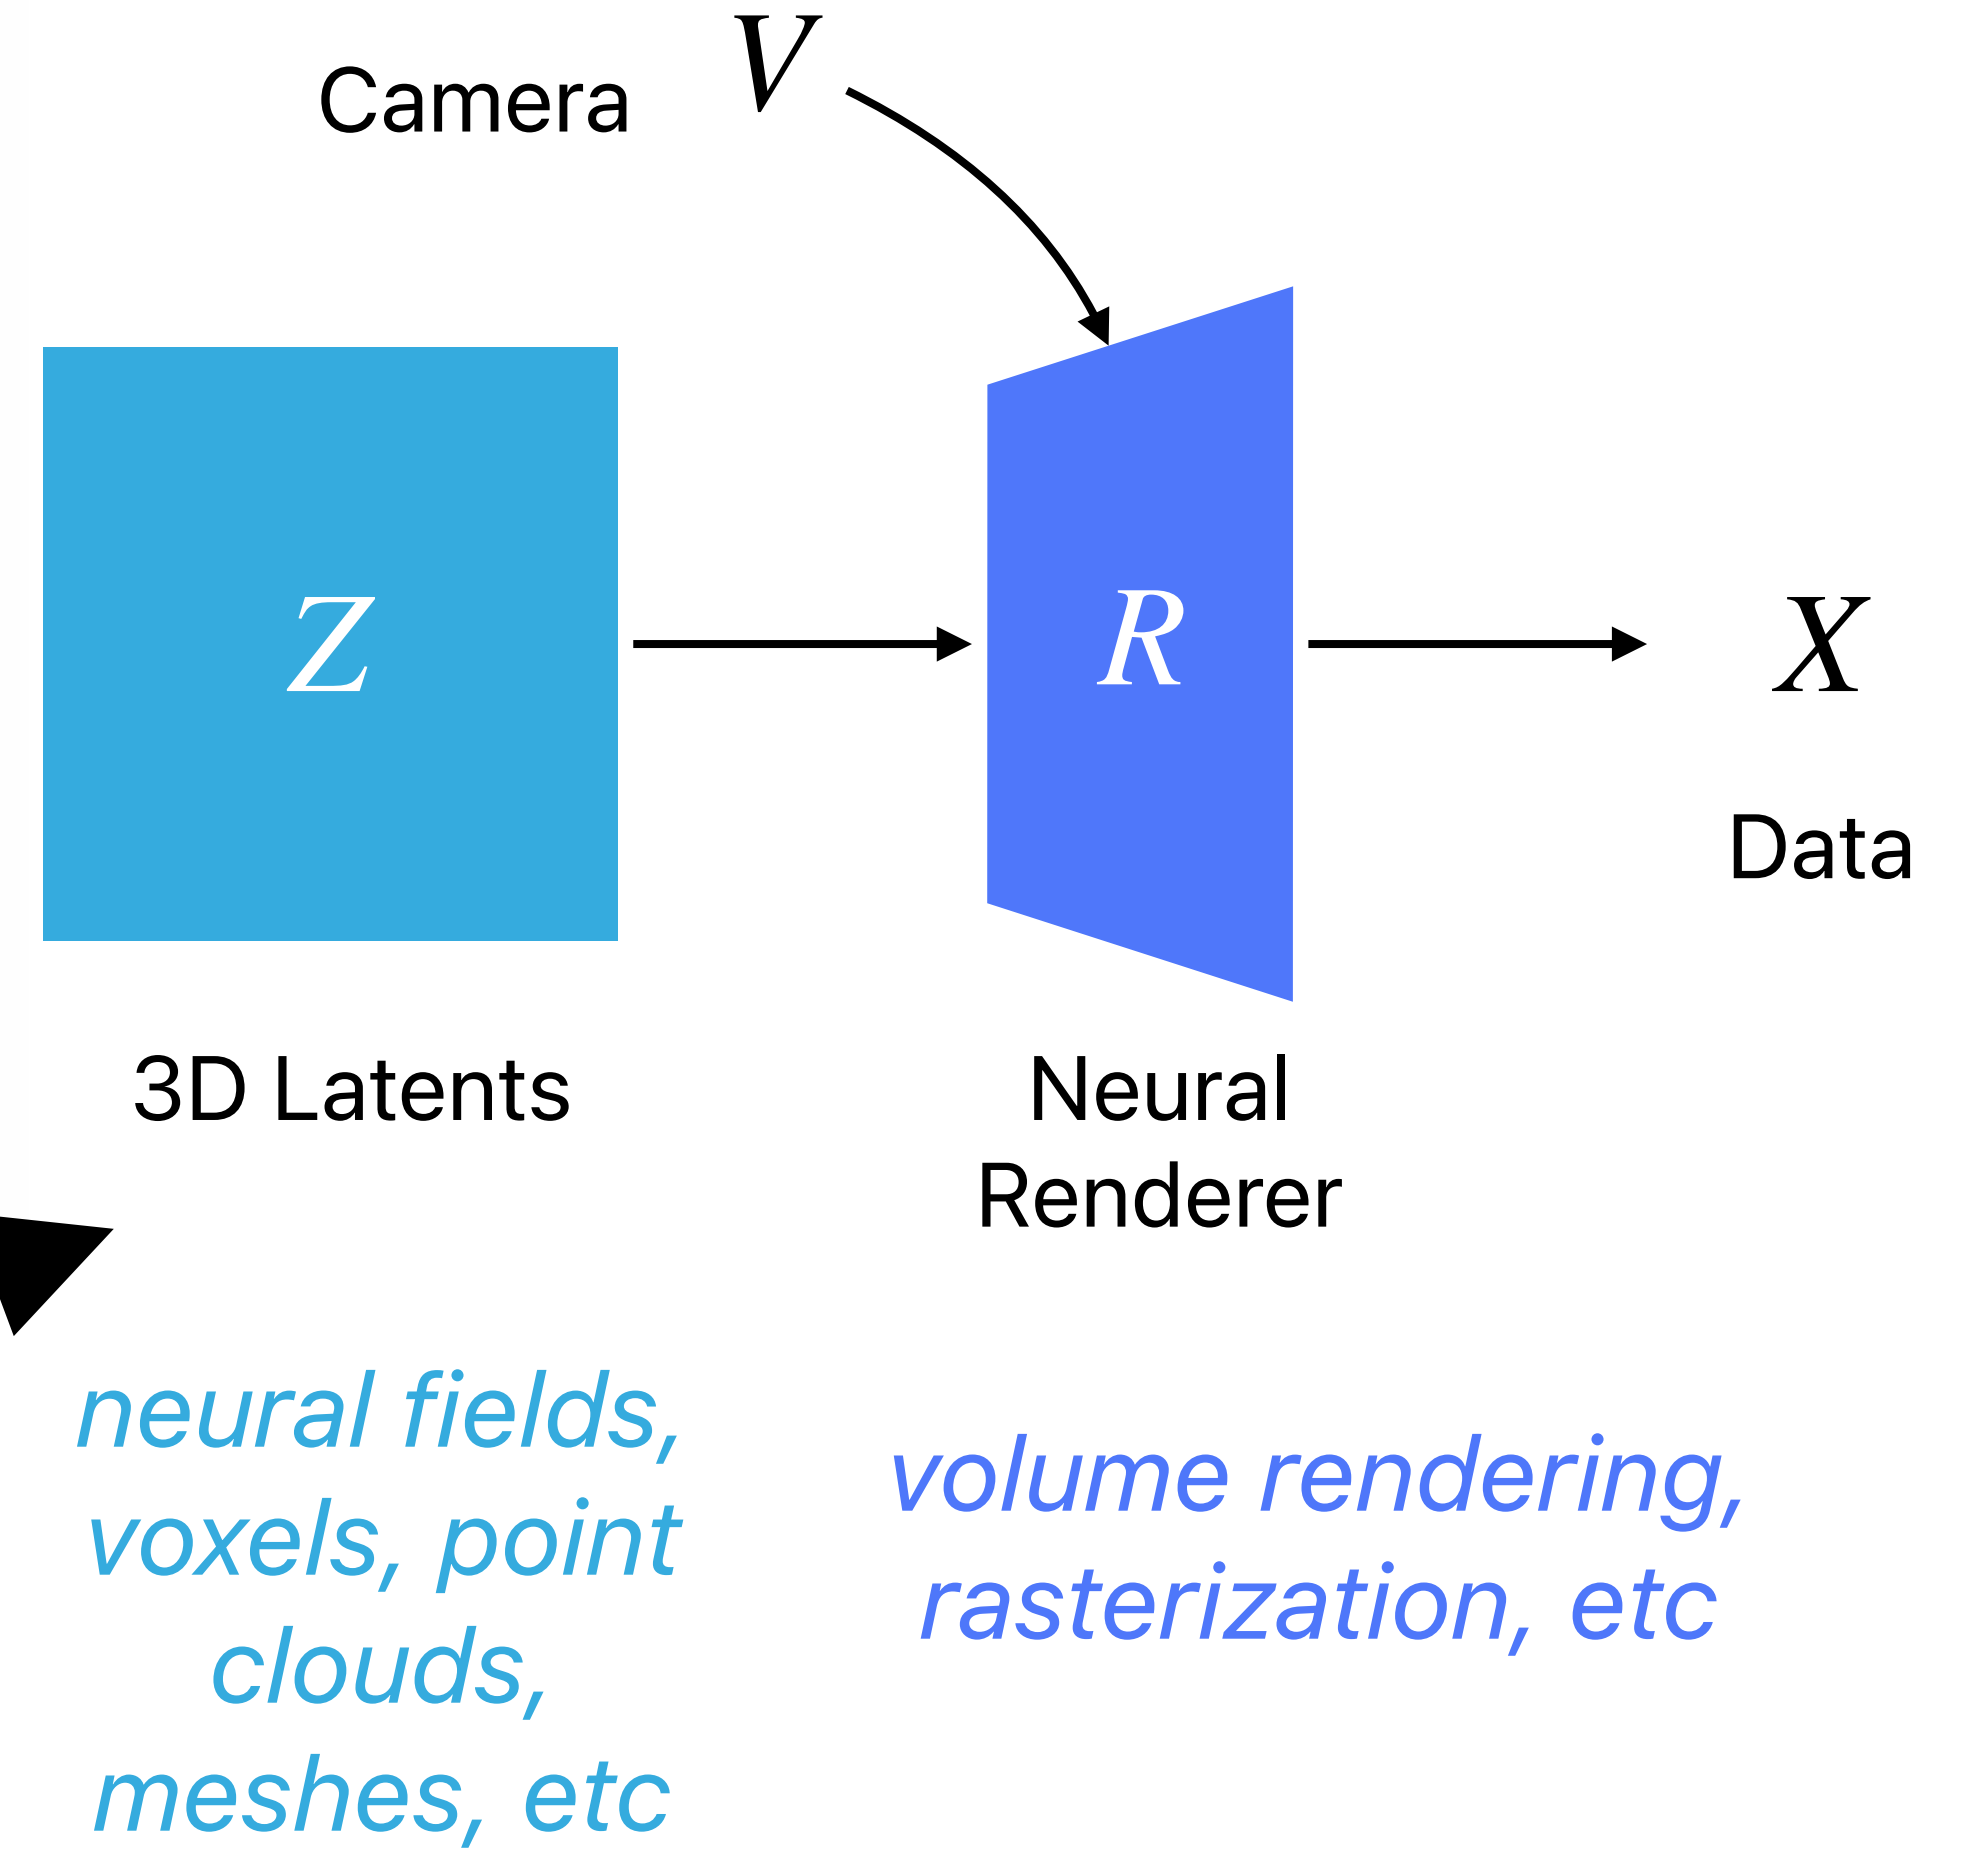 Camera
V
Z
R
X
Data
3D Latents
Neural
Renderer
neural fields,
voxels, point
clouds,
meshes, etc
volume rendering,
rasterization, etc